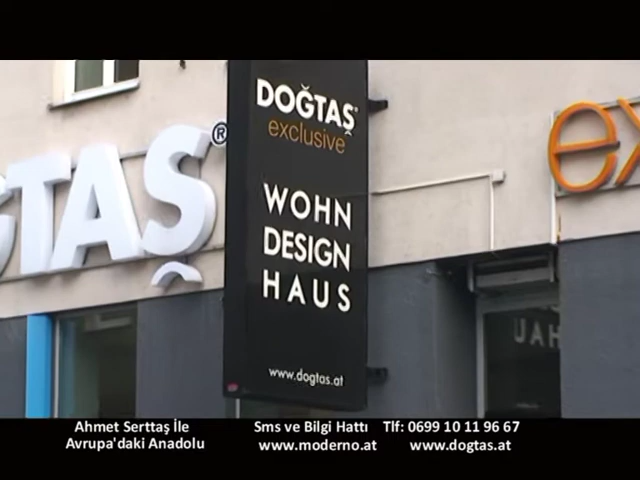 DOĞTAŞ®
exclusive
WOHN
DESIGN
HAUS
www.dogtas.at
TAŞ®
ex
HAU
Ahmet Serttaş İle
Avrupa'daki Anadolu
Sms ve Bilgi Hattı Tlf: 0699 10 11 96 67
www.moderno.at www.dogtas.at